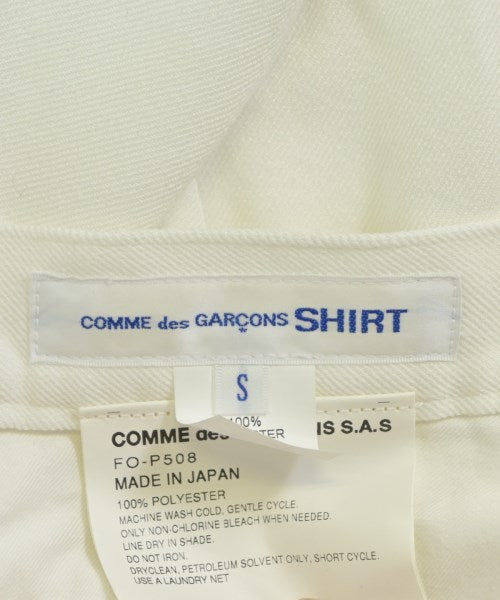 COMME des GARÇONS SHIRT
S
100%
COMME des NS S.A.S
FO-P508
MADE IN JAPAN
100% POLYESTER
MACHINE WASH COLD, GENTLE CYCLE.
ONLY NON-CHLORINE BLEACH WHEN NEEDED.
LINE DRY IN SHADE.
DO NOT IRON.
DRYCLEAN, PETROLEUM SOLVENT ONLY, SHORT CYCLE.
USE A LAUNDRY NET